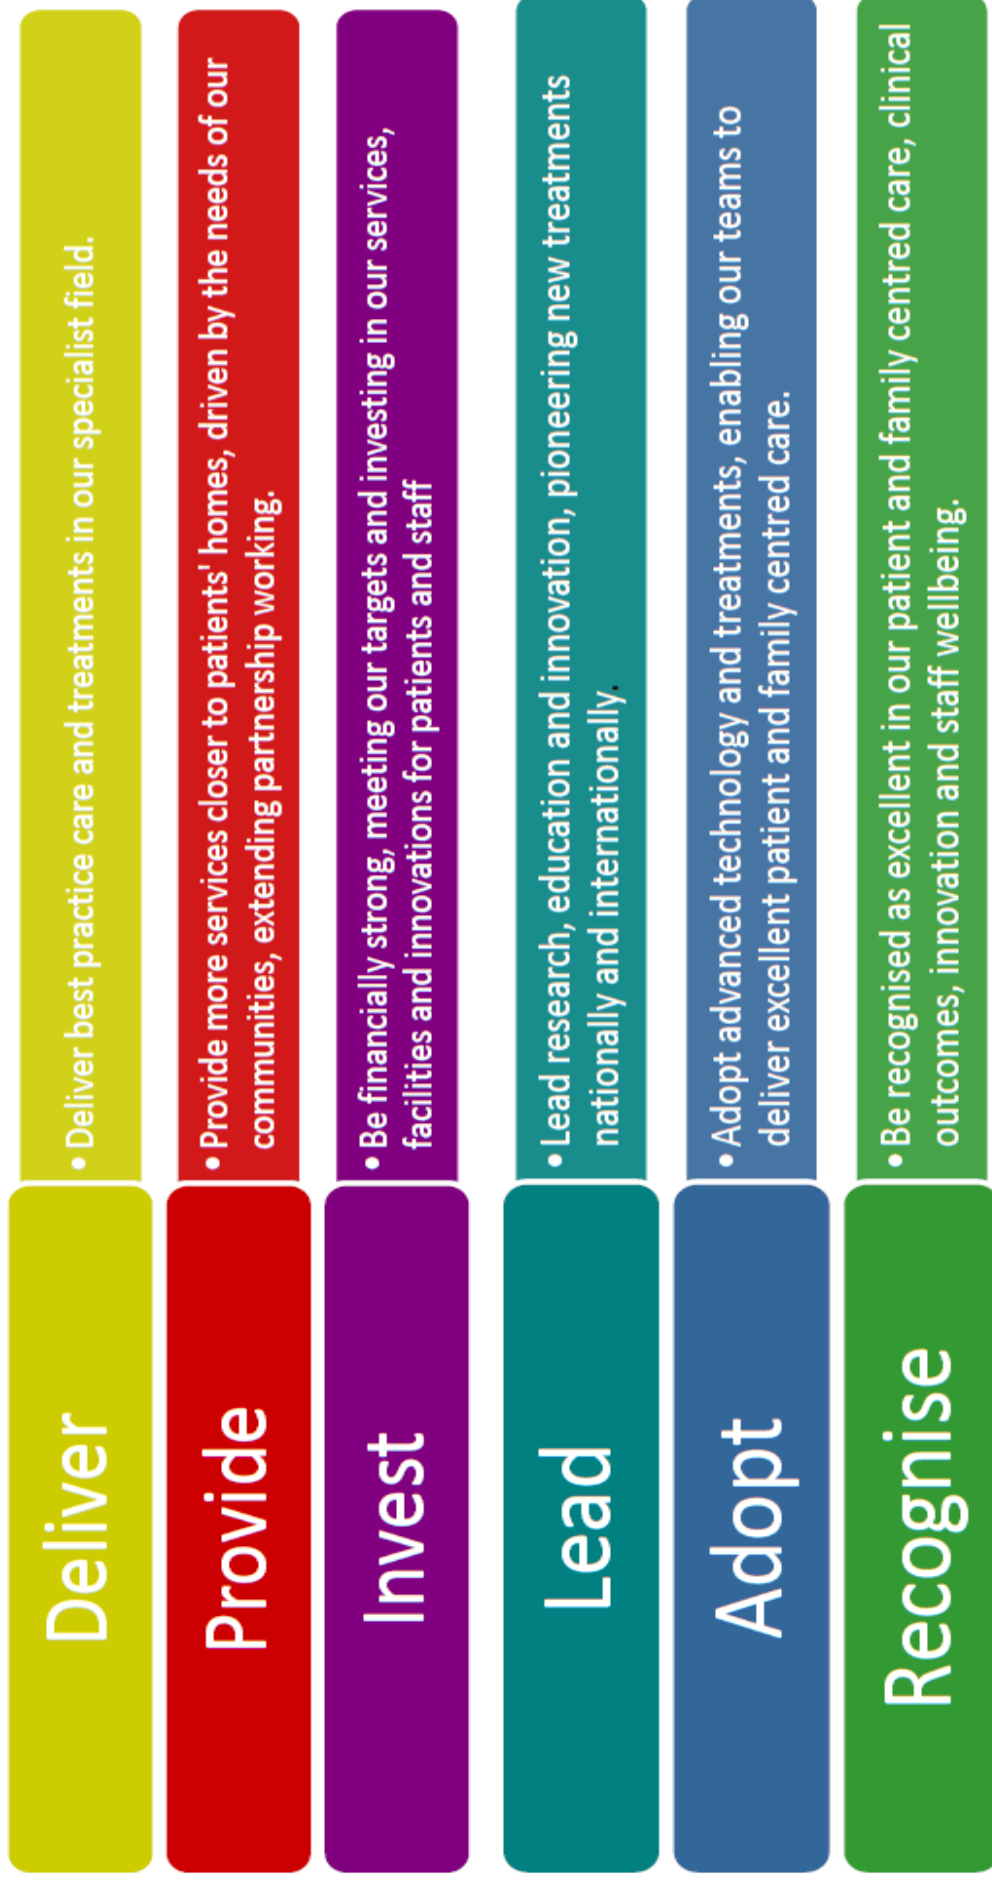 Deliver
• Deliver best practice care and treatments in our specialist field.
Provide
• Provide more services closer to patients' homes, driven by the needs of our
communities, extending partnership working.
Invest
• Be financially strong, meeting our targets and investing in our services,
facilities and innovations for patients and staff
Lead
• Lead research, education and innovation, pioneering new treatments
nationally and internationally.
Adopt
• Adopt advanced technology and treatments, enabling our teams to
deliver excellent patient and family centred care.
Recognise
• Be recognised as excellent in our patient and family centred care, clinical
outcomes, innovation and staff wellbeing.